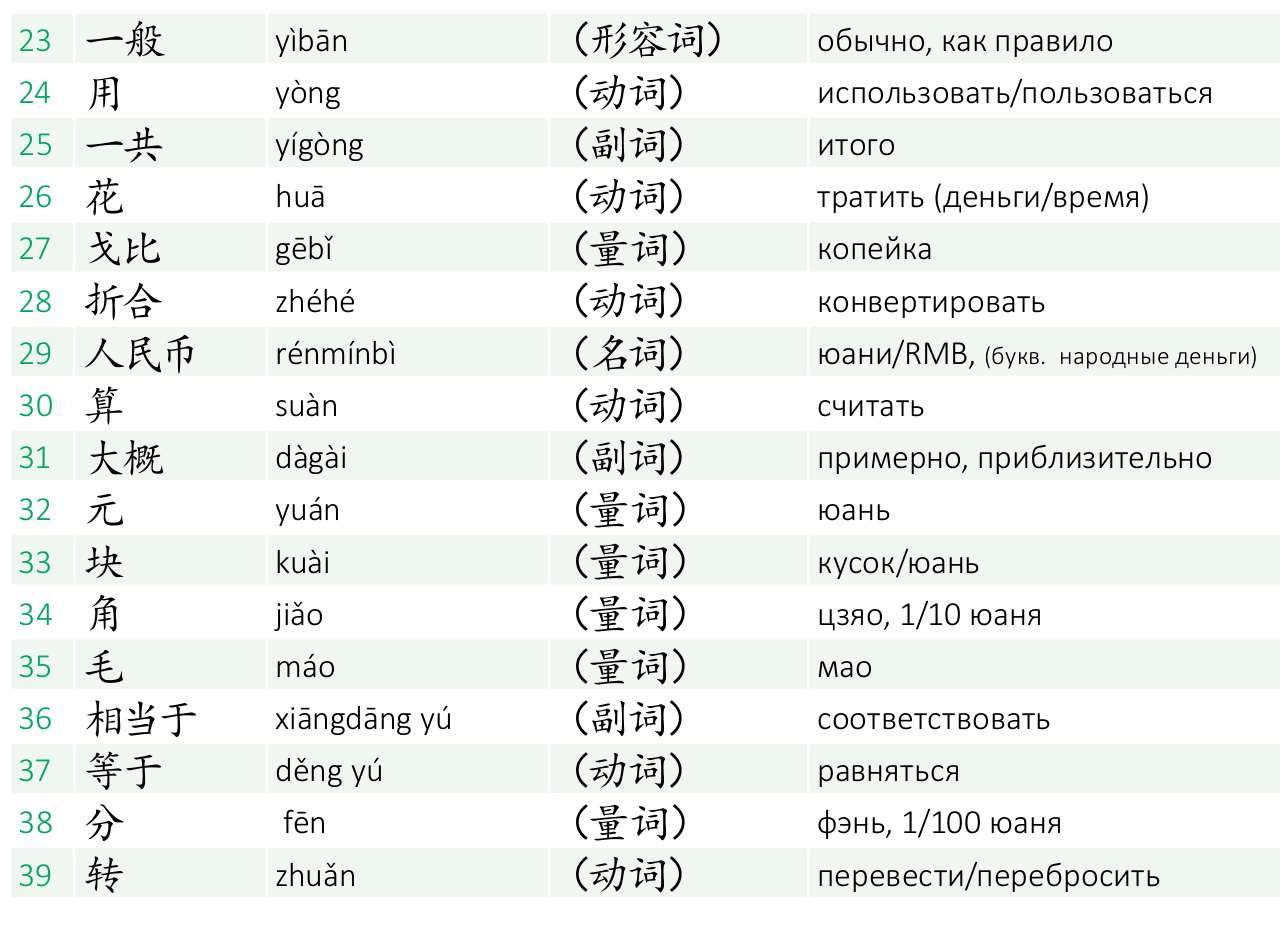 23 一般 yìbān （形容词） обычно, как правило
24 用 yòng （动词） использовать/пользоваться
25 一共 yígòng （副词） итого
26 花 huā （动词） тратить (деньги/время)
27 戈比 gēbǐ （量词） копейка
28 折合 zhéhé （动词） конвертировать
29 人民币 rénmínbì （名词） юани/RMB, (букв. народные деньги)
30 算 suàn （动词） считать
31 大概 dàgài （副词） примерно, приблизительно
32 元 yuán （量词） юань
33 块 kuài （量词） кусок/юань
34 角 jiǎo （量词） цзяо, 1/10 юаня
35 毛 máo （量词） мао
36 相当于 xiāngdāng yú （副词） соответствовать
37 等于 děng yú （动词） равняться
38 分 fēn （量词） фэнь, 1/100 юаня
39 转 zhuǎn （动词） перевести/перебросить